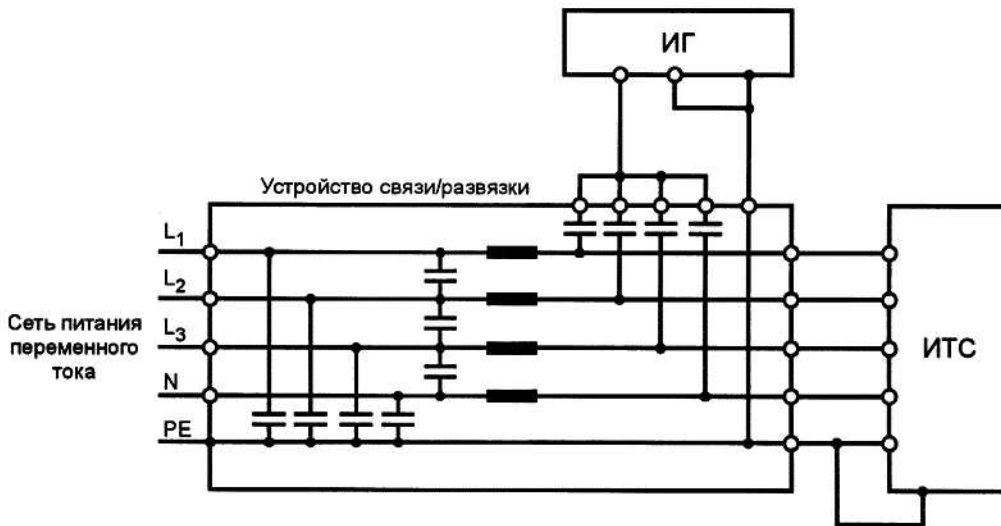 ИГ
Устройство связи/развязки
L1
L2
L3
N
PE
Сеть питания
переменного
тока
ИТС